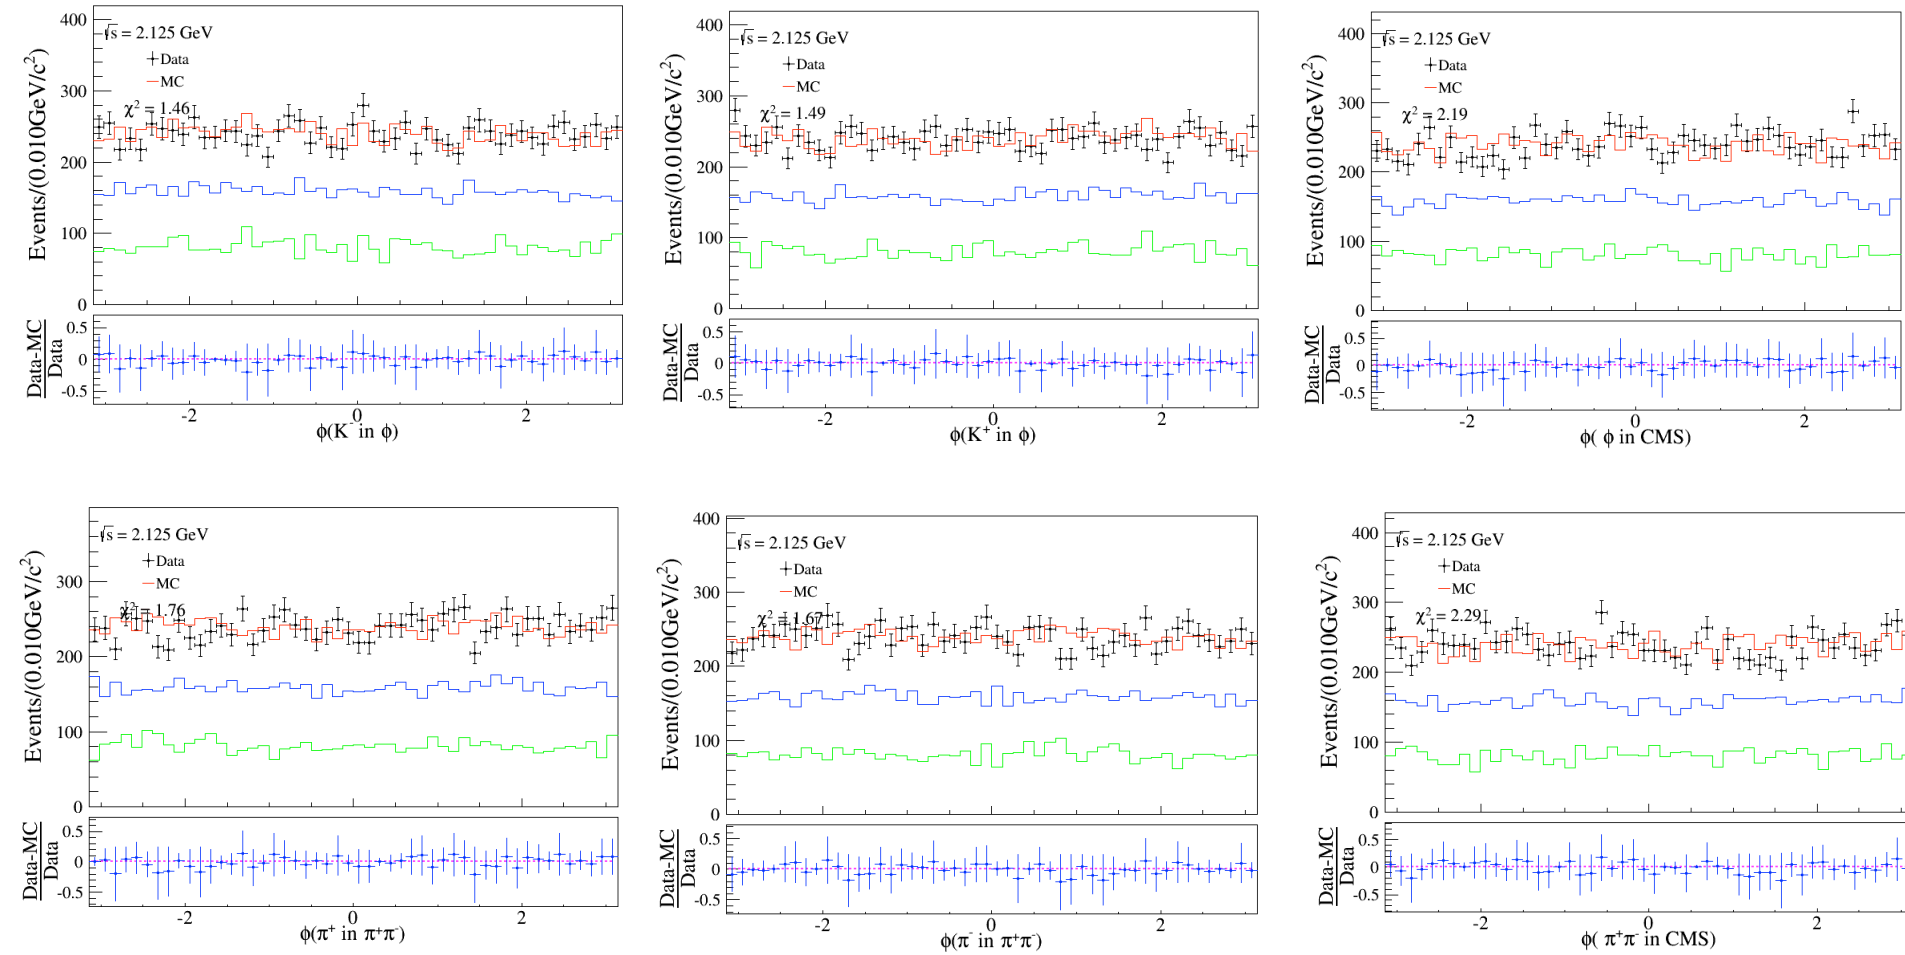 400
300
200
100
0
Events/(0.010GeV/c²)
√s = 2.125 GeV
Data
MC
χ² = 1.46
0.5
0
-0.5
Data-MC
Data
-2 0 2
ϕ(K⁻ in ϕ)
400
300
200
100
0
Events/(0.010GeV/c²)
√s = 2.125 GeV
Data
MC
χ² = 1.49
0.5
0
-0.5
Data-MC
Data
-2 0 2
ϕ(K⁺ in ϕ)
400
300
200
100
0
Events/(0.010GeV/c²)
√s = 2.125 GeV
Data
MC
χ² = 2.19
0.5
0
-0.5
Data-MC
Data
-2 0 2
ϕ( ϕ in CMS)
300
200
100
0
Events/(0.010GeV/c²)
√s = 2.125 GeV
Data
MC
χ² = 1.76
0.5
0
-0.5
Data-MC
Data
-2 0 2
ϕ(π⁺ in π⁺π⁻)
400
300
200
100
0
Events/(0.010GeV/c²)
√s = 2.125 GeV
Data
MC
χ² = 1.67
0.5
0
-0.5
Data-MC
Data
-2 0 2
ϕ(π⁻ in π⁺π⁻)
400
300
200
100
0
Events/(0.010GeV/c²)
√s = 2.125 GeV
Data
MC
χ² = 2.29
0.5
0
-0.5
Data-MC
Data
-2 0 2
ϕ( π⁺π⁻ in CMS)